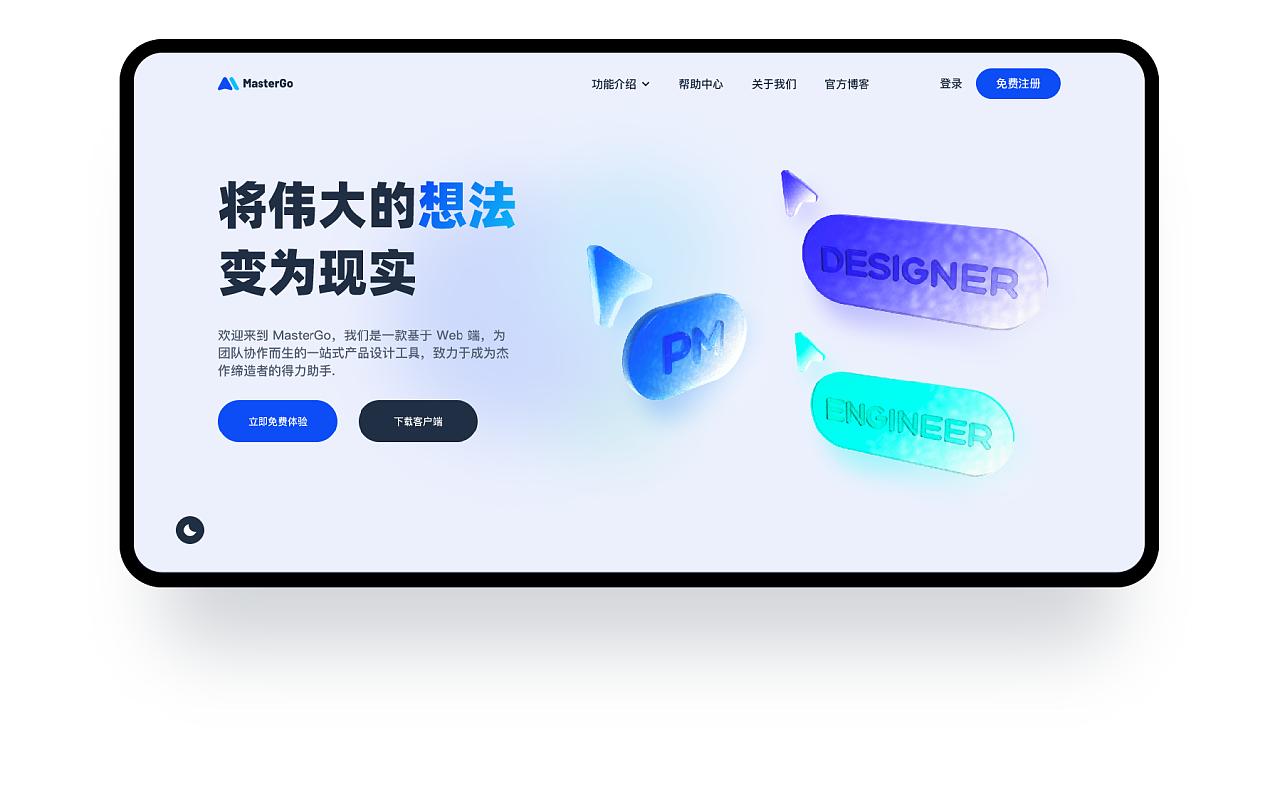 MasterGo
功能介绍
帮助中心
关于我们
官方博客
登录
免费注册
将伟大的想法
变为现实
欢迎来到 MasterGo，我们是一款基于 Web 端，为
团队协作而生的一站式产品设计工具，致力于成为杰
作缔造者的得力助手.
立即免费体验
下载客户端
DESIGNER
PM
ENGINEER